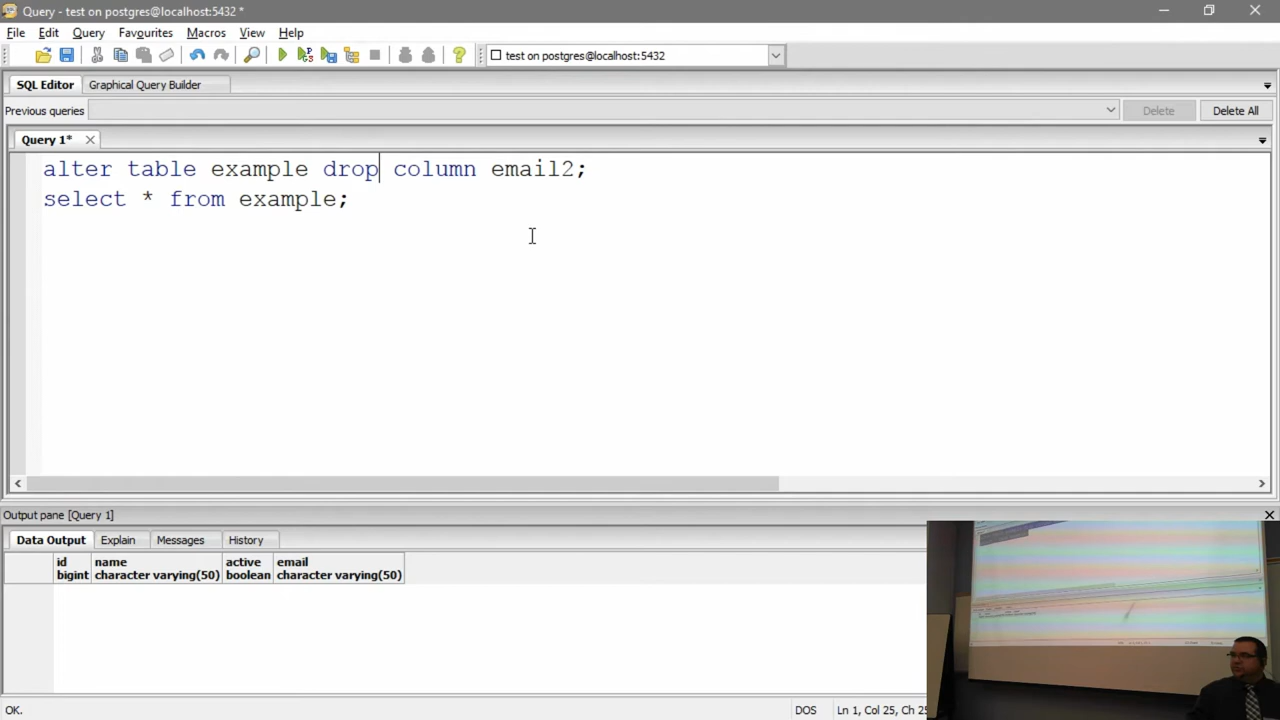 Query - test on postgres@localhost:5432 *
File Edit Query Favourites Macros View Help
test on postgres@localhost:5432
SQL Editor Graphical Query Builder
Previous queries Delete Delete All
Query 1*
alter table example drop column email2;
select * from example;
Output pane [Query 1]
Data Output Explain Messages History
id name active email
bigint character varying(50) boolean character varying(50)
OK. DOS Ln 1, Col 25, Ch 25